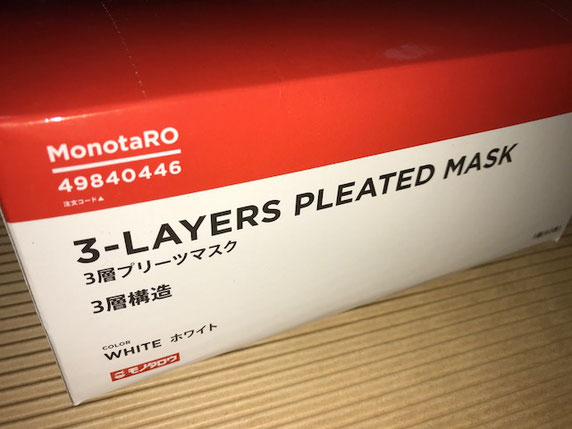 MonotaRO
49840446
注文コード▲
3-LAYERS PLEATED MASK
3層プリーツマスク
3層構造
COLOR
WHITE ホワイト
モノタロウ